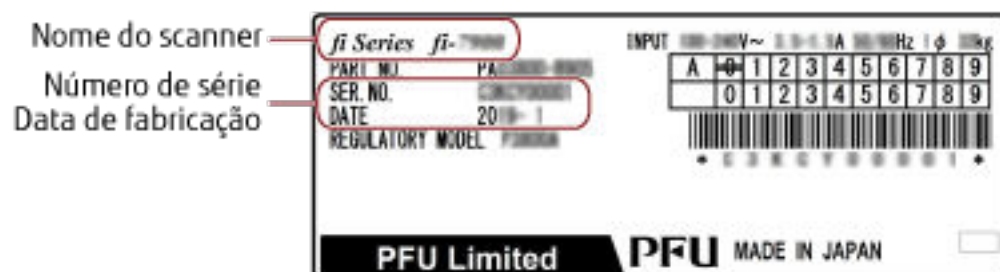 Nome do scanner
Número de série
Data de fabricação
fi Series fi-
PART NO. PA
SER. NO.
DATE 20
REGULATORY MODEL
INPUT V~ A Hz 1ϕ kg
A 0 1 2 3 4 5 6 7 8 9
0 1 2 3 4 5 6 7 8 9
PFU Limited
PFU MADE IN JAPAN